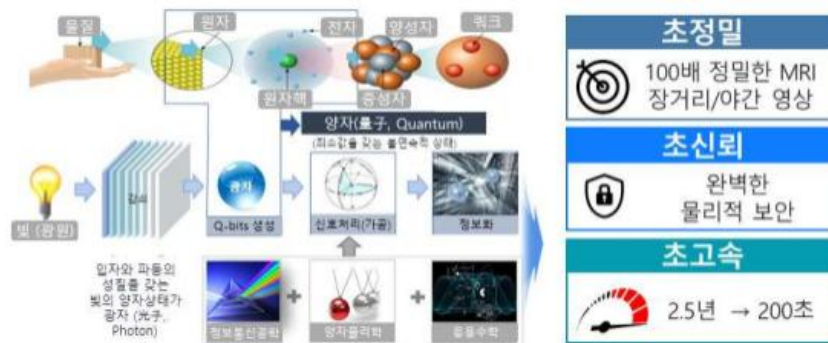 물질
원자
전자
양성자
쿼크
원자핵
중성자
양자(量子, Quantum)
(최소값을 갖는 불연속적 상태)
빛 (광원)
감쇠
광자
Q-bits 생성
신호처리(가공)
정보화
입자와 파동의
성질을 갖는
빛의 양자상태가
광자 (光子,
Photon)
정보통신공학
+
양자물리학
+
응용수학
초정밀
100배 정밀한 MRI
장거리/야간 영상
초신뢰
완벽한
물리적 보안
초고속
2.5년 → 200초